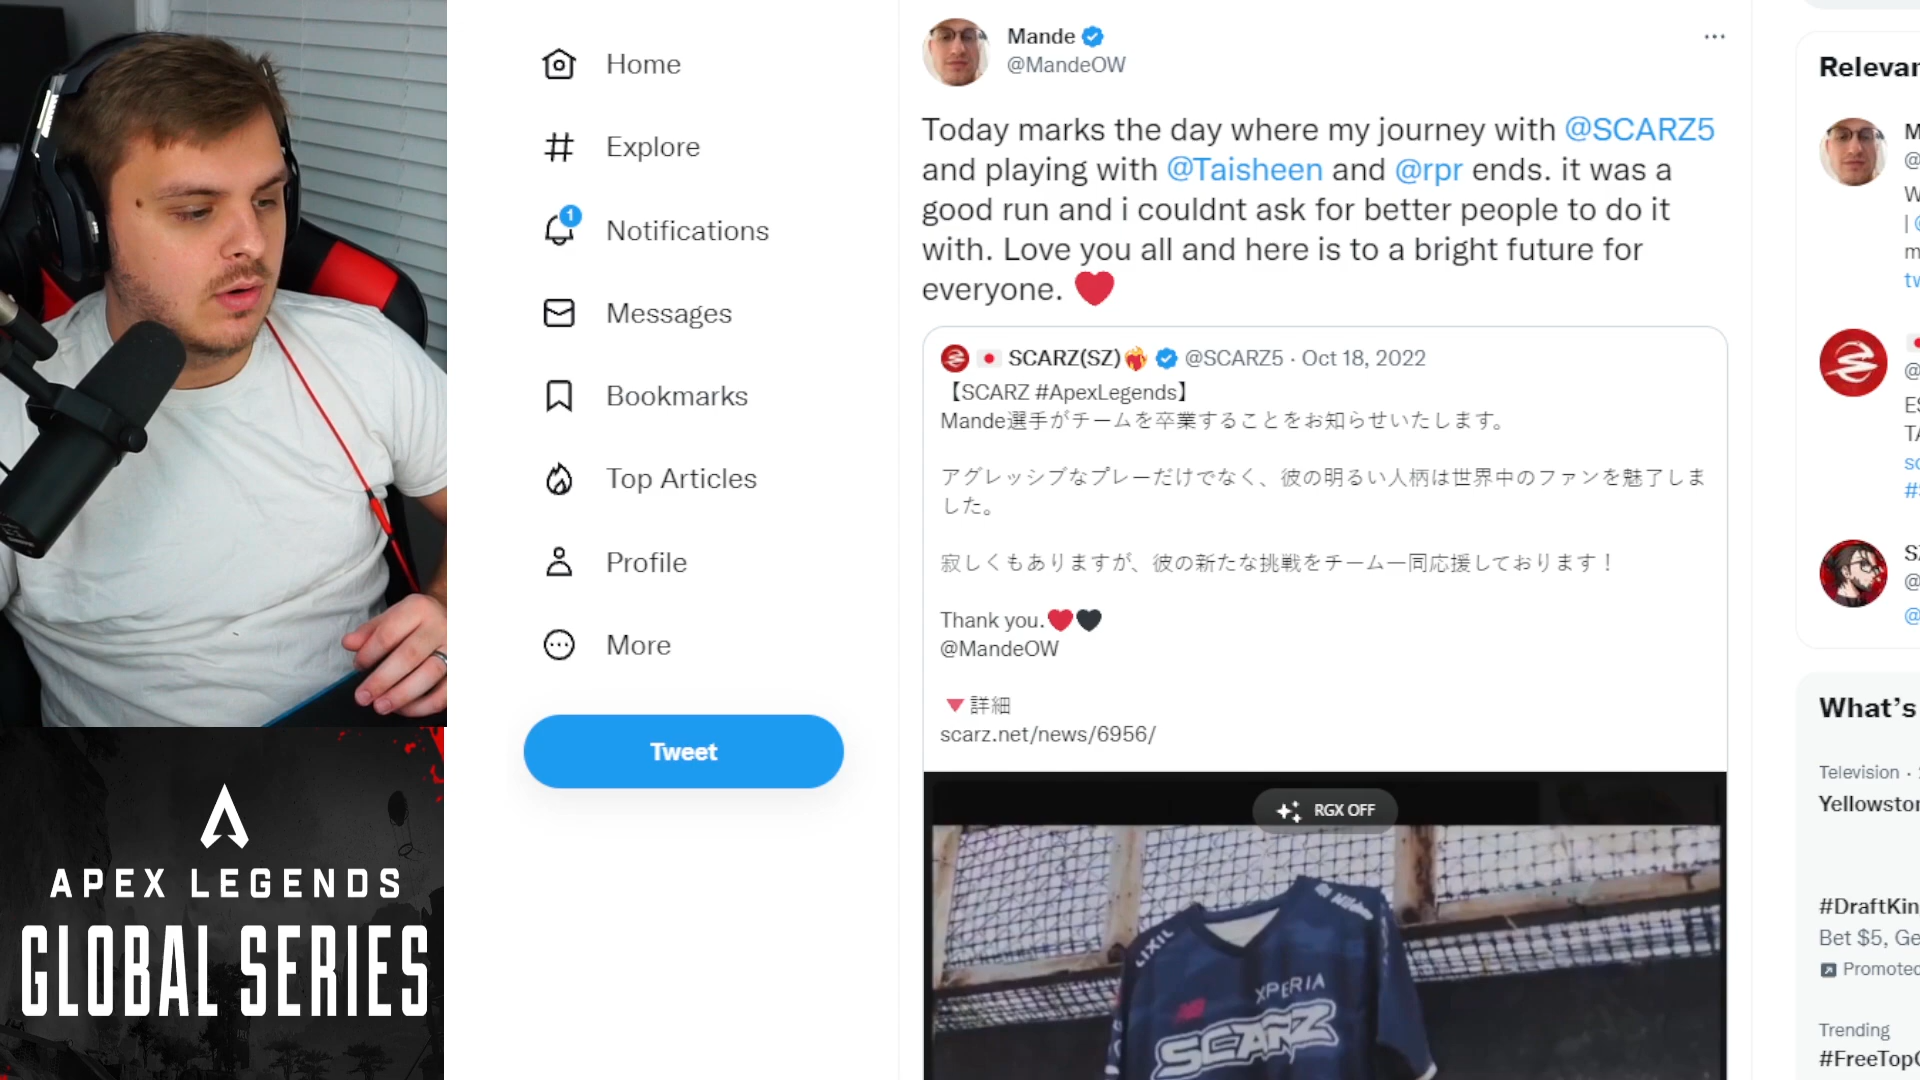 Home
Explore
1
Notifications
Messages
Bookmarks
Top Articles
Profile
More
Tweet
Mande
@MandeOW
Today marks the day where my journey with @SCARZ5
and playing with @Taisheen and @rpr ends. it was a
good run and i couldnt ask for better people to do it
with. Love you all and here is to a bright future for
everyone. ❤️
SCARZ(SZ) @SCARZ5 · Oct 18, 2022
【SCARZ #ApexLegends】
Mande選手がチームを卒業することをお知らせいたします。
アグレッシブなプレーだけでなく、彼の明るい人柄は世界中のファンを魅了しま
した。
寂しくもありますが、彼の新たな挑戦をチーム一同応援しております！
Thank you.❤️🖤
@MandeOW
🔻詳細
scarz.net/news/6956/
RGX OFF
LIXIL
XPERIA
SCARZ
What's
Television ·
Bet $5,
Promoted
Trending
APEX LEGENDS
GLOBAL SERIES